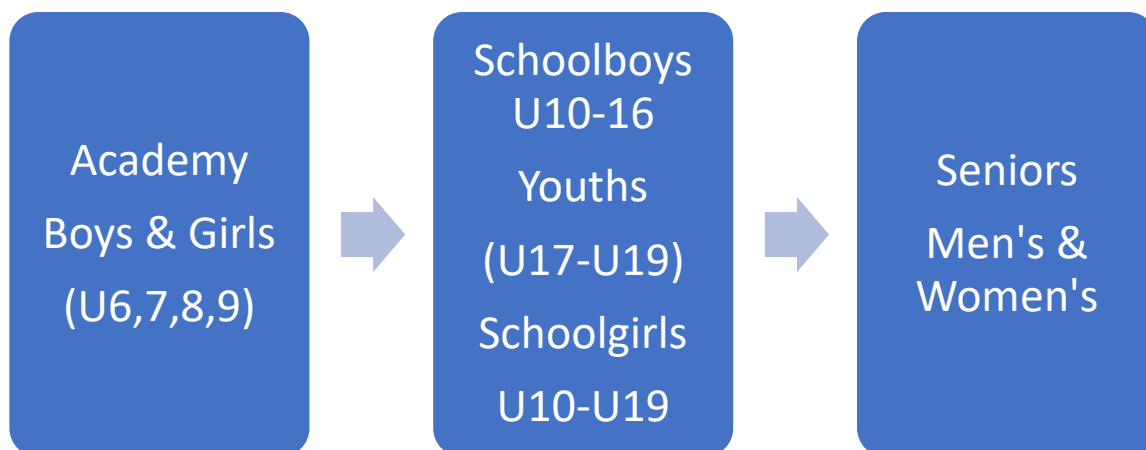 Academy
Boys & Girls
(U6,7,8,9)
Schoolboys
U10-16
Youths
(U17-U19)
Schoolgirls
U10-U19
Seniors
Men's &
Women's